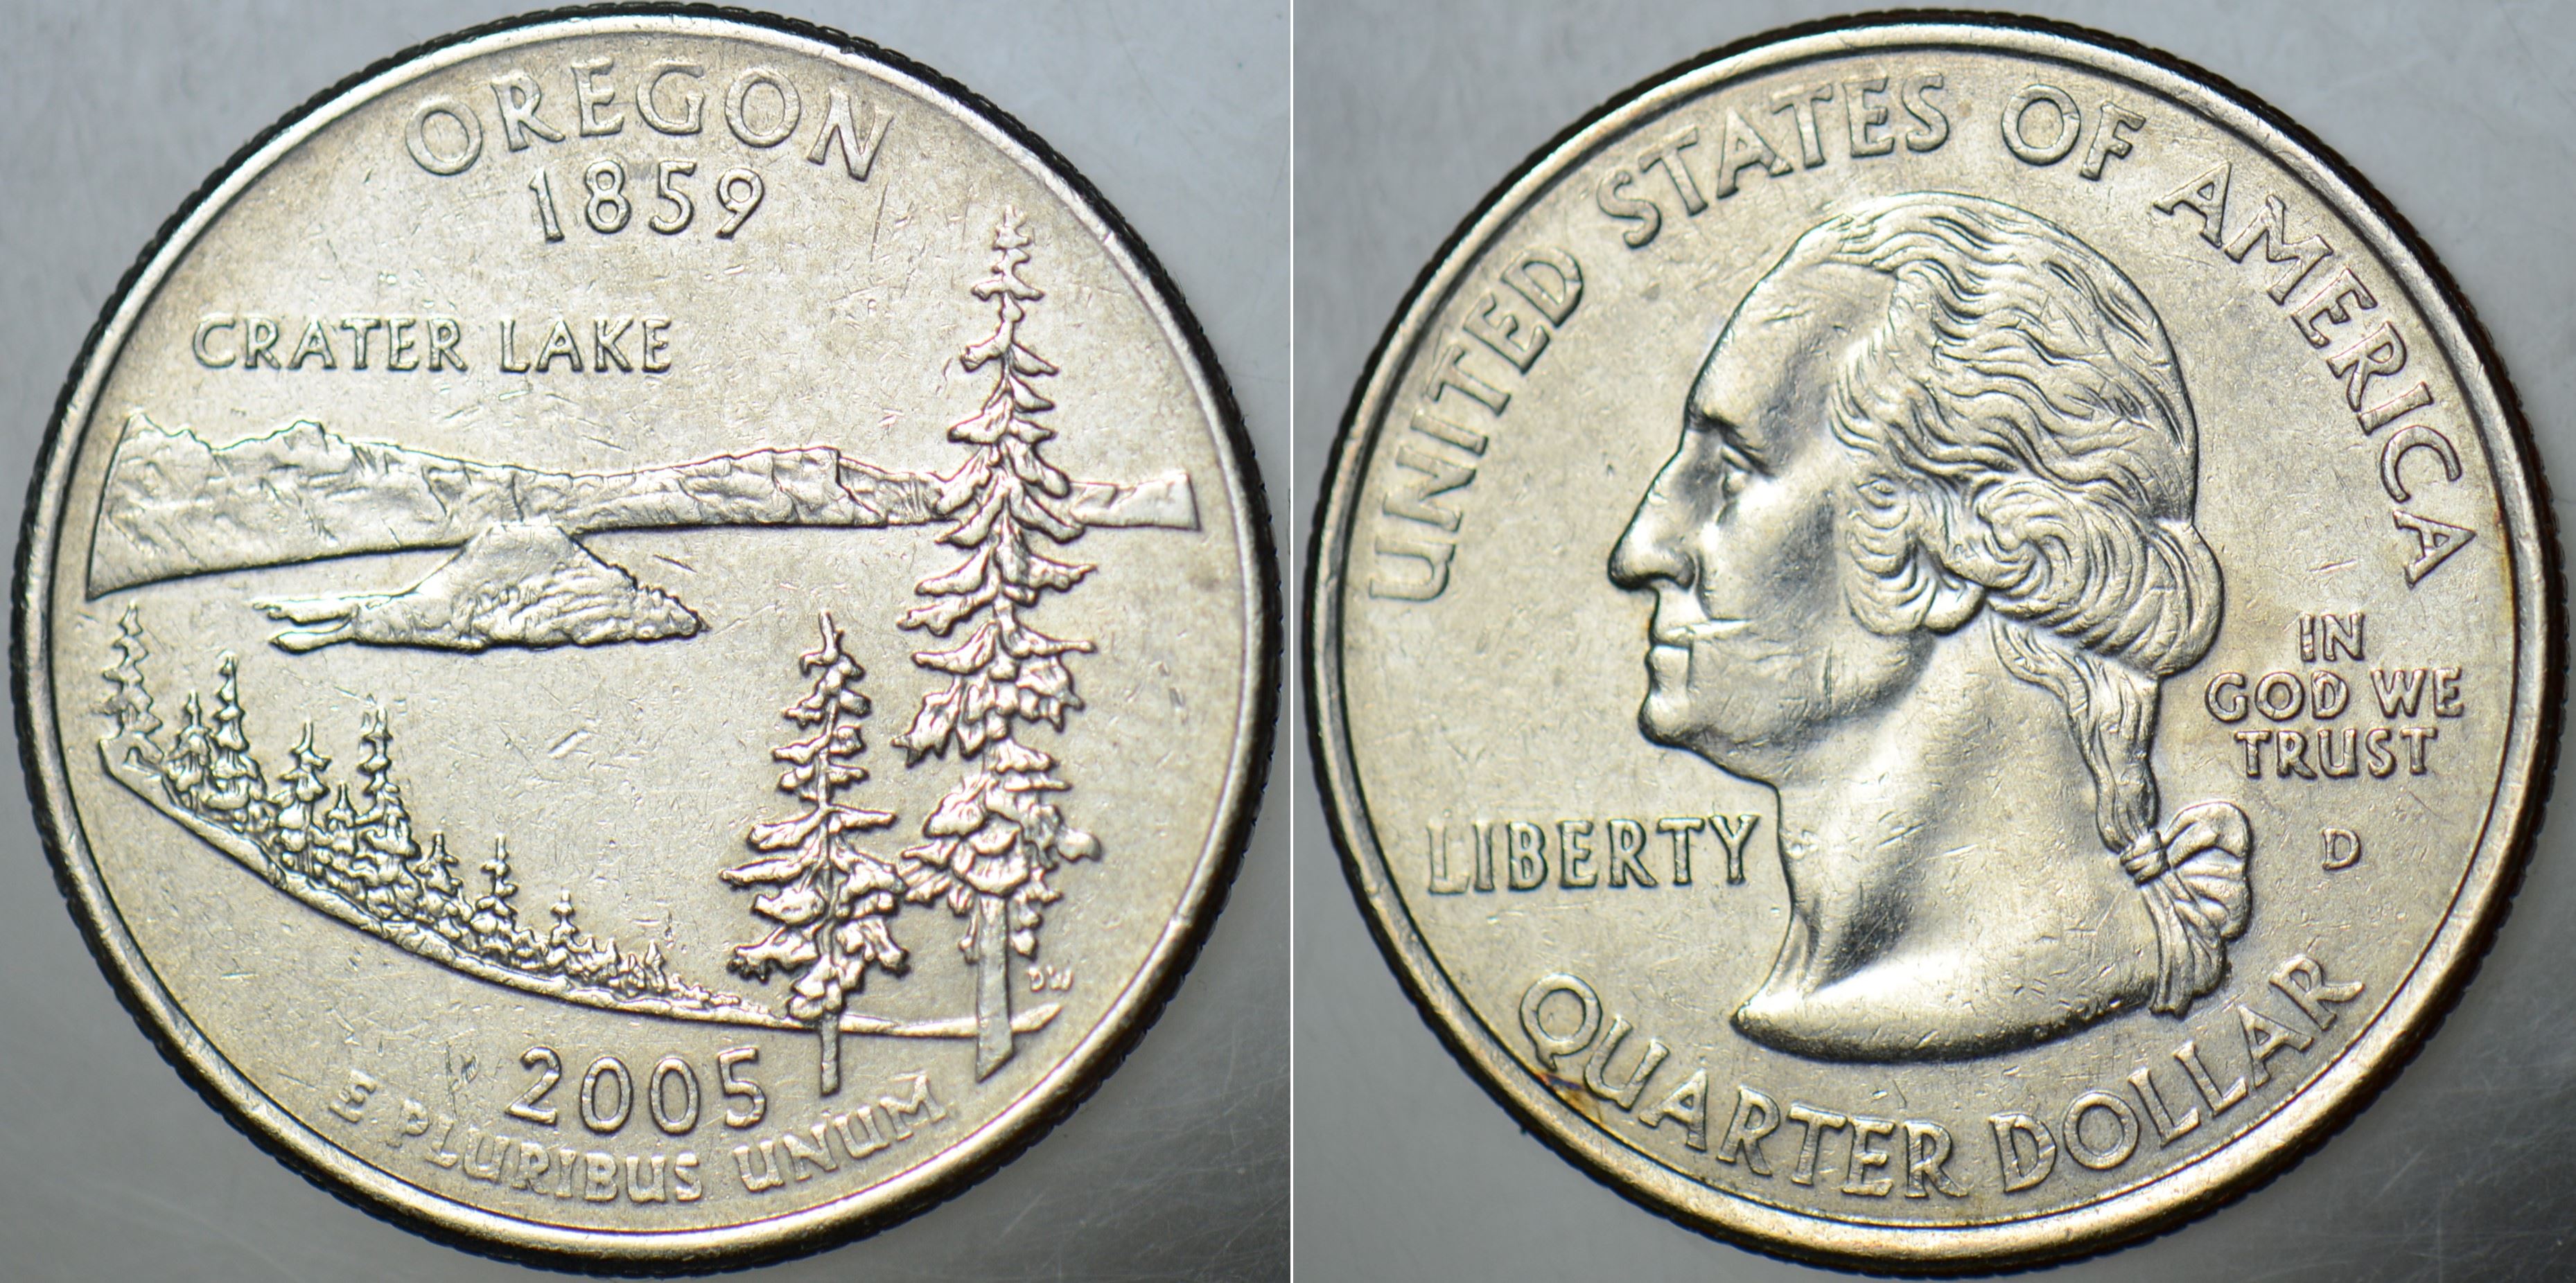 OREGON
1859
CRATER LAKE
DW
2005
E PLURIBUS UNUM
UNITED STATES OF AMERICA
IN
GOD WE
TRUST
LIBERTY
D
QUARTER DOLLAR